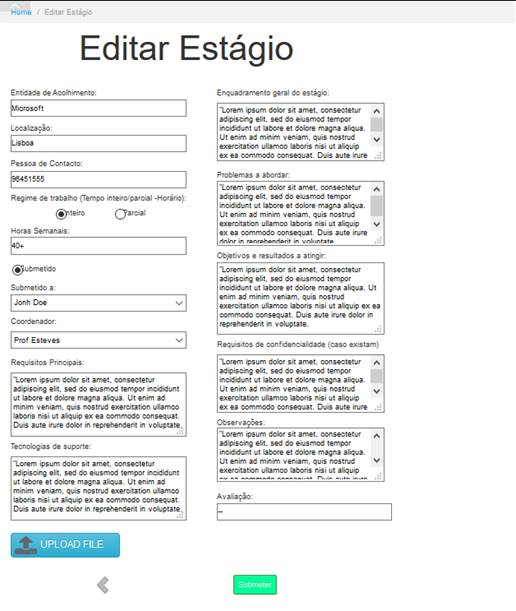 Home / Editar Estágio
Editar Estágio
Entidade de Acolhimento:
Microsoft
Localização:
Lisboa
Pessoa de Contacto:
96451555
Regime de trabalho (Tempo inteiro/parcial -Horário):
Inteiro Parcial
Horas Semanais:
40+
Submetido
Submetido a:
Jonh Doe
Coordenador:
Prof Esteves
Requisitos Principais:
"Lorem ipsum dolor sit amet, consectetur
adipiscing elit, sed do eiusmod tempor incididunt
ut labore et dolore magna aliqua. Ut enim ad
minim veniam, quis nostrud exercitation ullamco
laboris nisi ut aliquip ex ea commodo consequat.
Duis aute irure dolor in reprehenderit in voluptate
Tecnologias de suporte:
"Lorem ipsum dolor sit amet, consectetur
adipiscing elit, sed do eiusmod tempor incididunt
ut labore et dolore magna aliqua. Ut enim ad
minim veniam, quis nostrud exercitation ullamco
laboris nisi ut aliquip ex ea commodo consequat.
Duis aute irure dolor in reprehenderit in voluptate
UPLOAD FILE
Enquadramento geral do estágio:
"Lorem ipsum dolor sit amet, consectetur
adipiscing elit, sed do eiusmod tempor
incididunt ut labore et dolore magna aliqua.
Ut enim ad minim veniam, quis nostrud
exercitation ullamco laboris nisi ut aliquip
ex ea commodo consequat. Duis aute irure
Problemas a abordar:
"Lorem ipsum dolor sit amet, consectetur
adipiscing elit, sed do eiusmod tempor
incididunt ut labore et dolore magna aliqua.
Ut enim ad minim veniam, quis nostrud
exercitation ullamco laboris nisi ut aliquip
ex ea commodo consequat. Duis aute irure
dolor in reprehenderit in voluptate
Objetivos e resultados a atingir:
"Lorem ipsum dolor sit amet, consectetur
adipiscing elit, sed do eiusmod tempor
incididunt ut labore et dolore magna aliqua. Ut
enim ad minim veniam, quis nostrud
exercitation ullamco laboris nisi ut aliquip ex ea
commodo consequat. Duis aute irure dolor in
reprehenderit in voluptate.
Requisitos de confidencialidade (caso existam)
"Lorem ipsum dolor sit amet, consectetur
adipiscing elit, sed do eiusmod tempor
incididunt ut labore et dolore magna aliqua.
Ut enim ad minim veniam, quis nostrud
exercitation ullamco laboris nisi ut aliquip
ex ea commodo consequat. Duis aute irure
Observações:
"Lorem ipsum dolor sit amet, consectetur
adipiscing elit, sed do eiusmod tempor
incididunt ut labore et dolore magna aliqua.
Ut enim ad minim veniam, quis nostrud
exercitation ullamco laboris nisi ut aliquip
ex ea commodo consequat. Duis aute irure
Avaliação:
--
Submeter